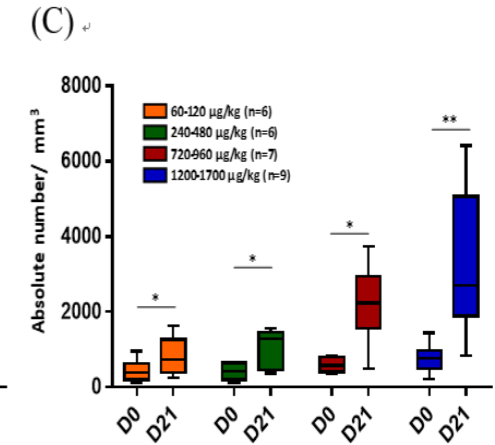 (C) ↵
8000
6000
4000
2000
0
Absolute number/ mm³
60-120 µg/kg (n=6)
240-480 µg/kg (n=6)
720-960 µg/kg (n=7)
1200-1700 µg/kg (n=9)
*
*
*
**
D0 D21 D0 D21 D0 D21 D0 D21